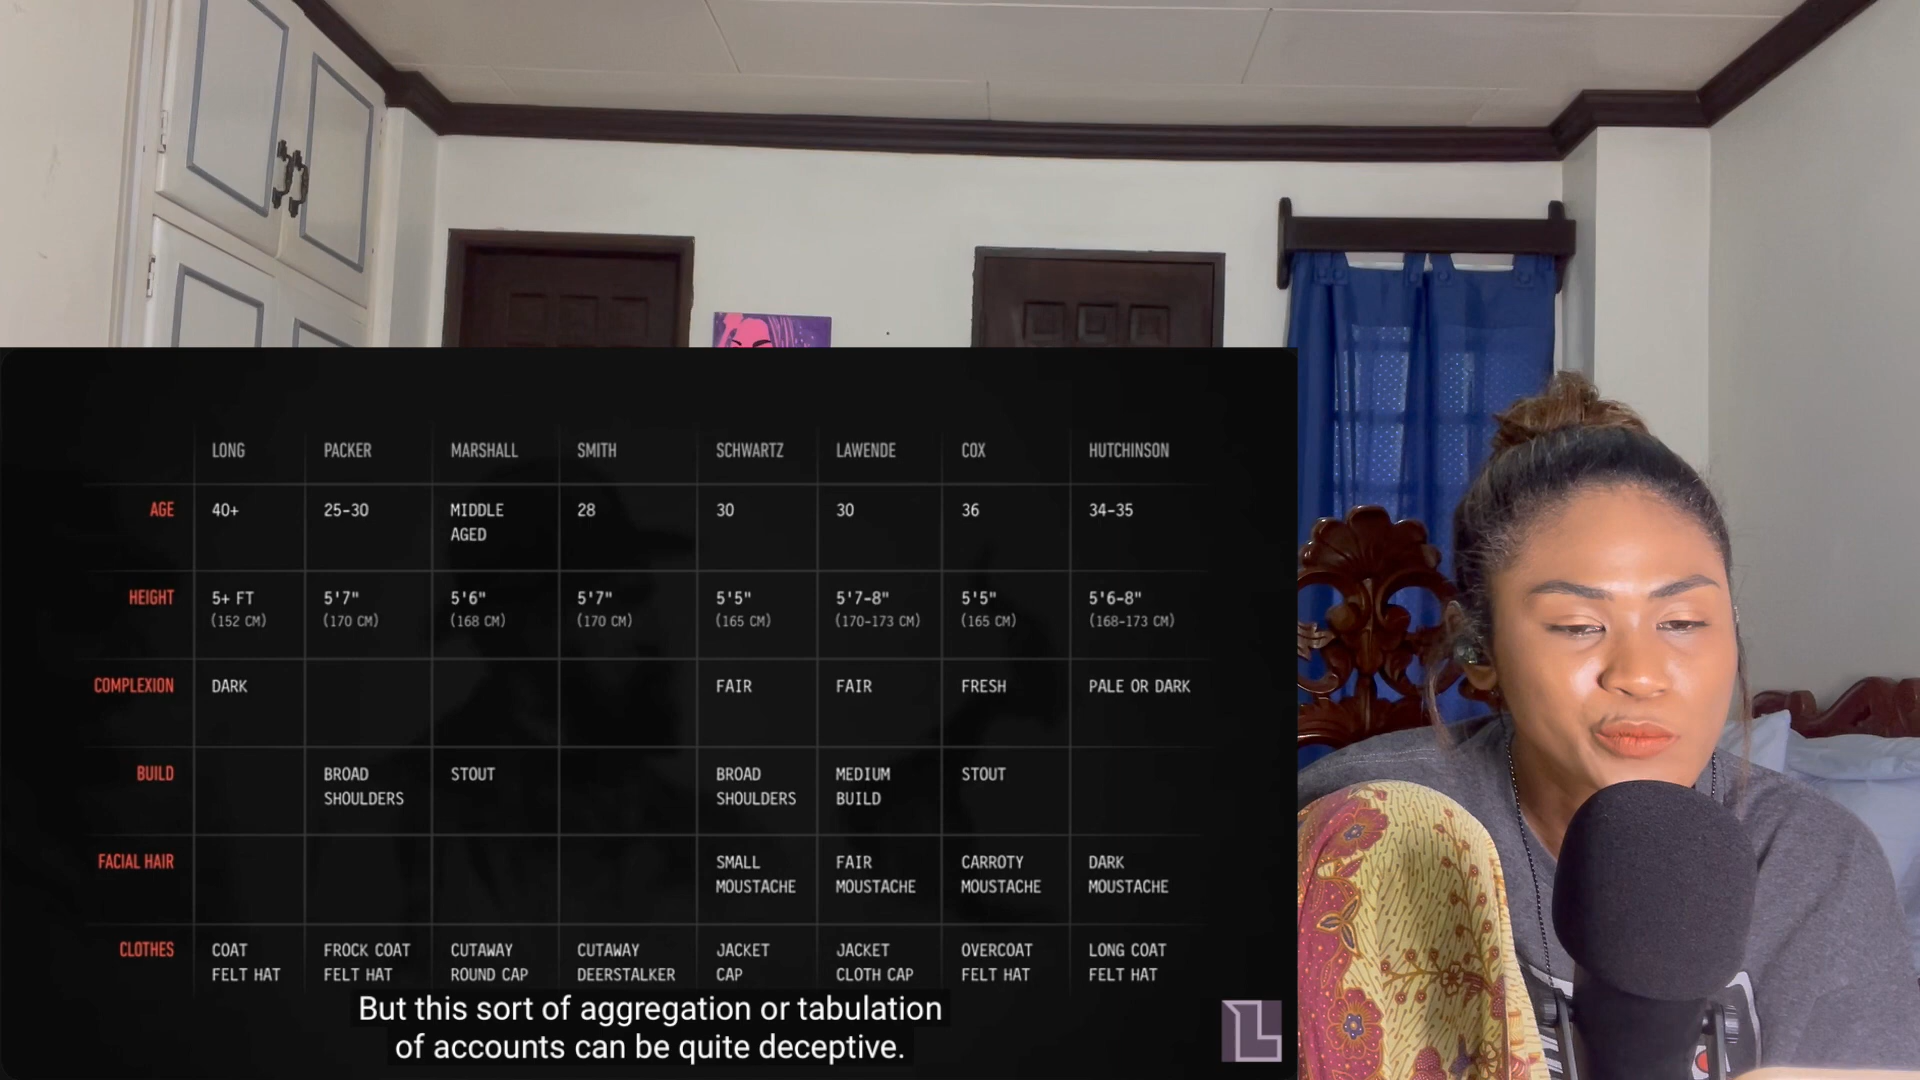 LONG PACKER MARSHALL SMITH SCHWARTZ LAWENDE COX HUTCHINSON
AGE 40+ 25-30 MIDDLE AGED 28 30 30 36 34-35
HEIGHT 5+ FT 5'7" 5'6" 5'7" 5'5" 5'7-8" 5'5" 5'6-8"
(152 CM) (170 CM) (168 CM) (170 CM) (165 CM) (170-173 CM) (165 CM) (168-173 CM)
COMPLEXION DARK FAIR FAIR FRESH PALE OR DARK
BUILD BROAD SHOULDERS STOUT BROAD SHOULDERS MEDIUM BUILD STOUT
FACIAL HAIR SMALL MOUSTACHE FAIR MOUSTACHE CARROTY MOUSTACHE DARK MOUSTACHE
CLOTHES COAT FROCK COAT CUTAWAY CUTAWAY JACKET JACKET OVERCOAT LONG COAT
FELT HAT FELT HAT ROUND CAP DEERSTALKER CAP CLOTH CAP FELT HAT FELT HAT
But this sort of aggregation or tabulation
of accounts can be quite deceptive.